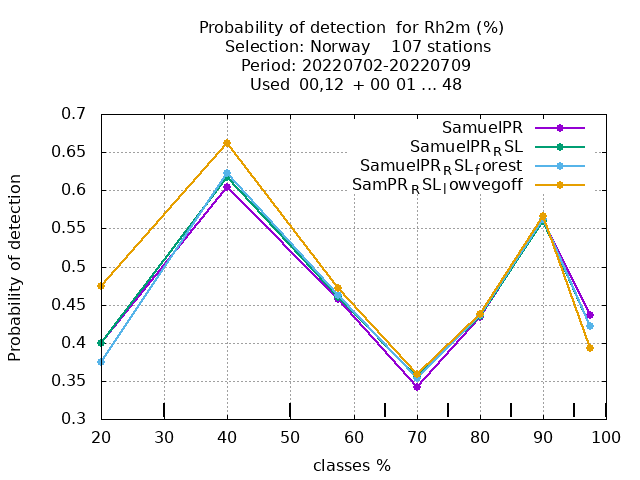 Probability of detection for Rh2m (%)
Selection: Norway 107 stations
Period: 20220702-20220709
Used 00,12 + 00 01 ... 48
0.7
0.65
0.6
0.55
0.5
0.45
0.4
0.35
0.3
Probability of detection
SamuelPR
SamuelPR_RSL
SamuelPR_RSL_forest
SamPR_RSL_lowvegoff
20 30 40 50 60 70 80 90 100
classes %